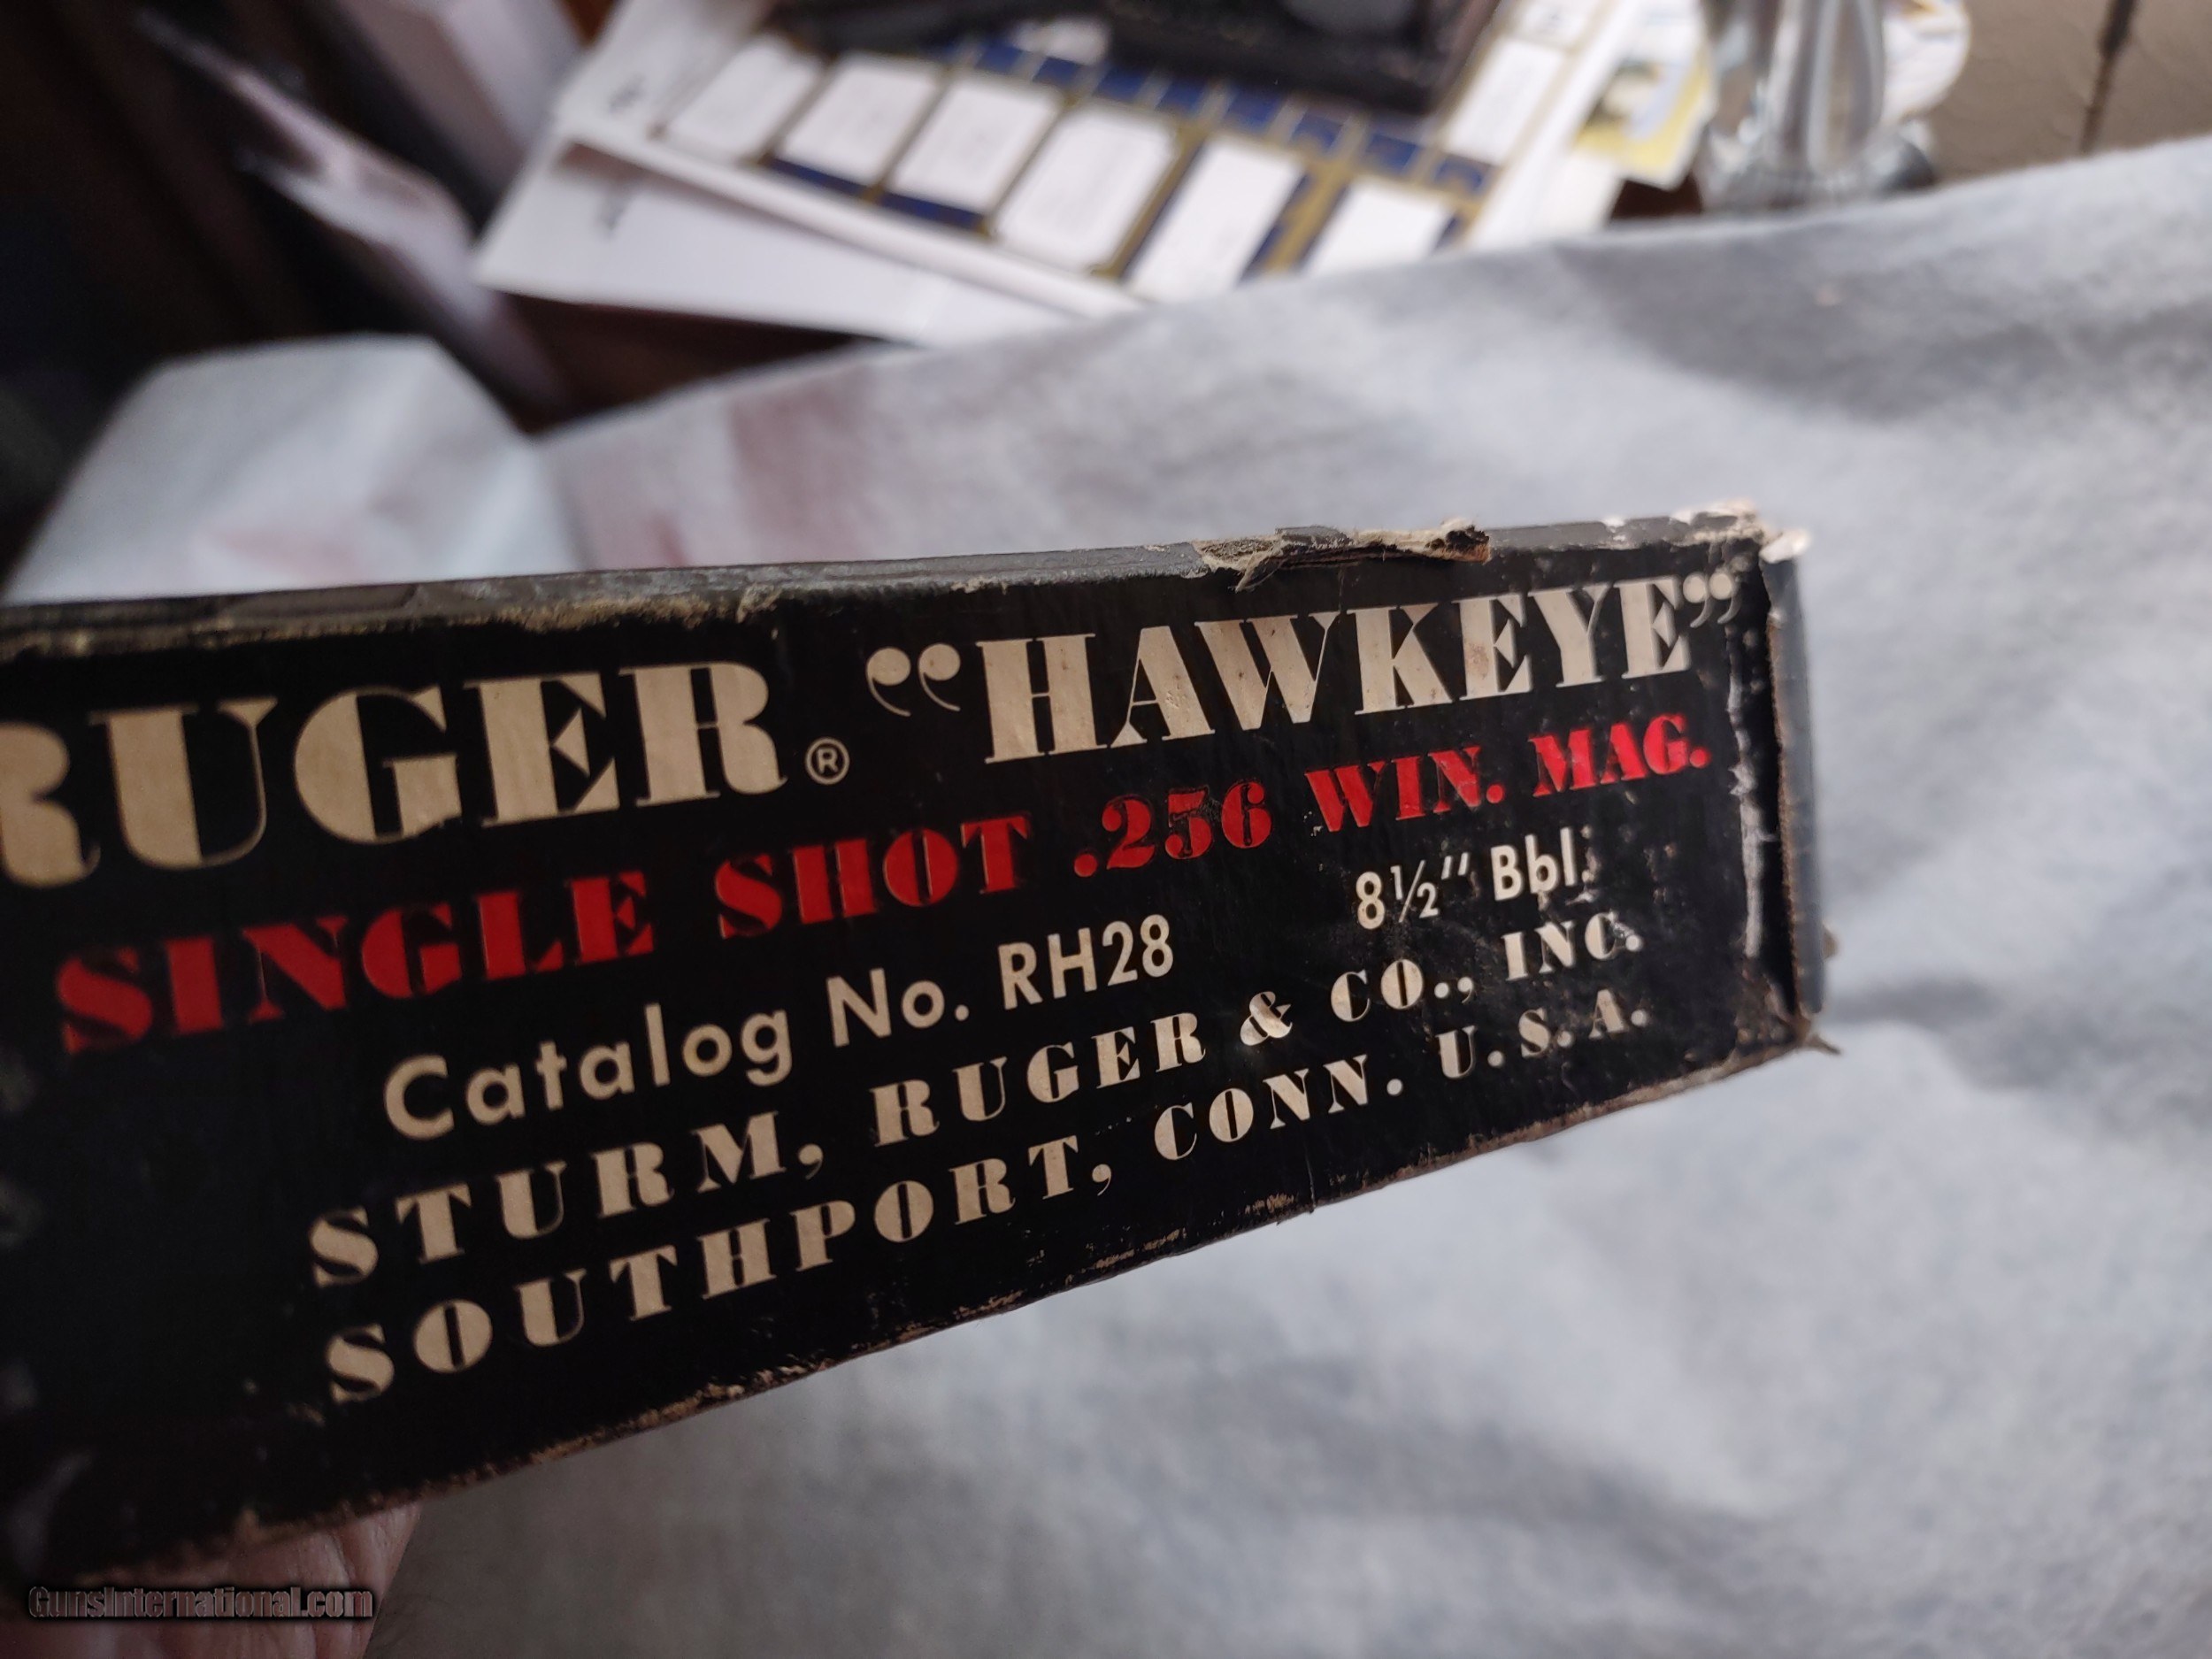 RUGER® “HAWKEYE”
SINGLE SHOT .256 WIN. MAG.
Catalog No. RH28 8½" Bbl.
STURM, RUGER & CO., INC.
SOUTHPORT, CONN. U.S.A.
GunsInternational.com